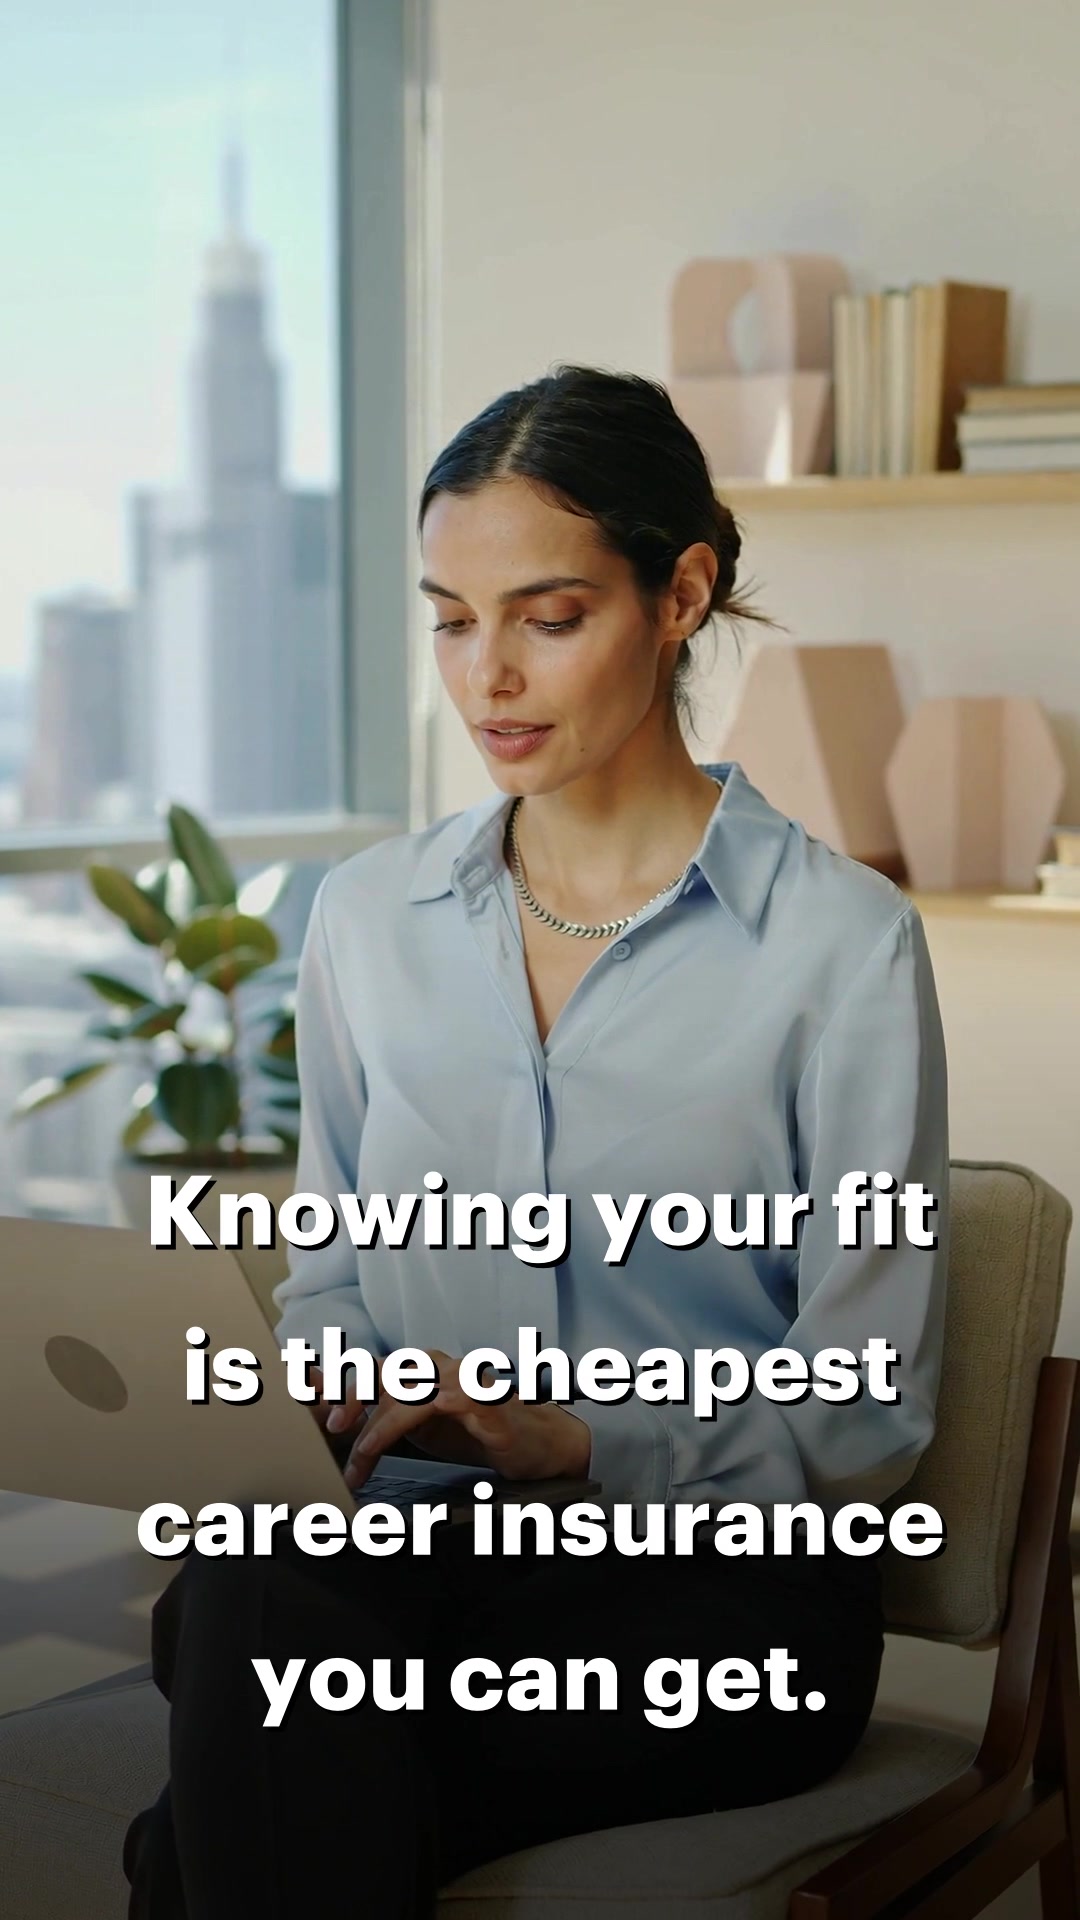 Knowing your fit
is the cheapest
career insurance
you can get.